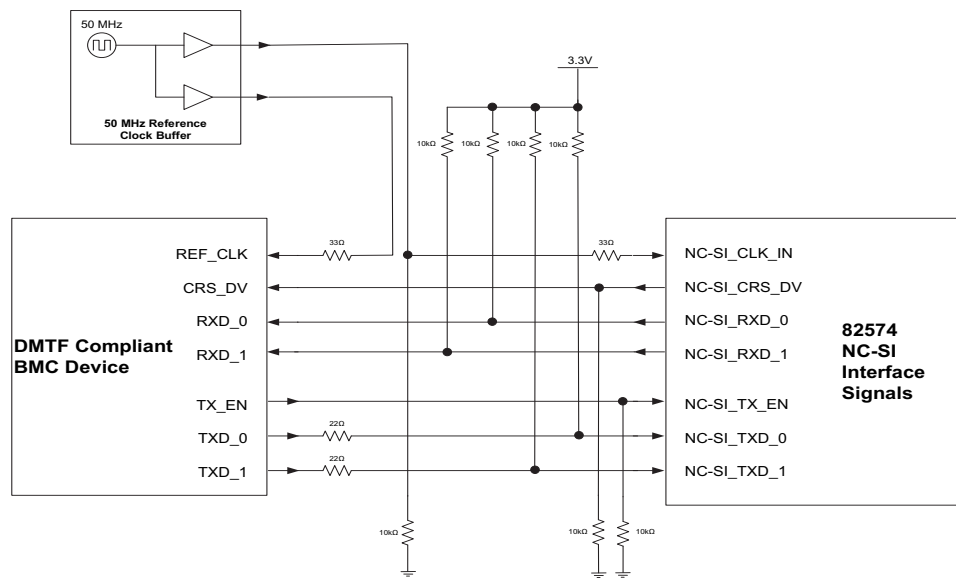 50 MHz
50 MHz Reference
Clock Buffer
3.3V
10kΩ
10kΩ
10kΩ
10kΩ
33Ω
33Ω
REF_CLK
CRS_DV
RXD_0
RXD_1
TX_EN
TXD_0
TXD_1
DMTF Compliant
BMC Device
22Ω
22Ω
NC-SI_CLK_IN
NC-SI_CRS_DV
NC-SI_RXD_0
NC-SI_RXD_1
NC-SI_TX_EN
NC-SI_TXD_0
NC-SI_TXD_1
82574
NC-SI
Interface
Signals
10kΩ
10kΩ
10kΩ